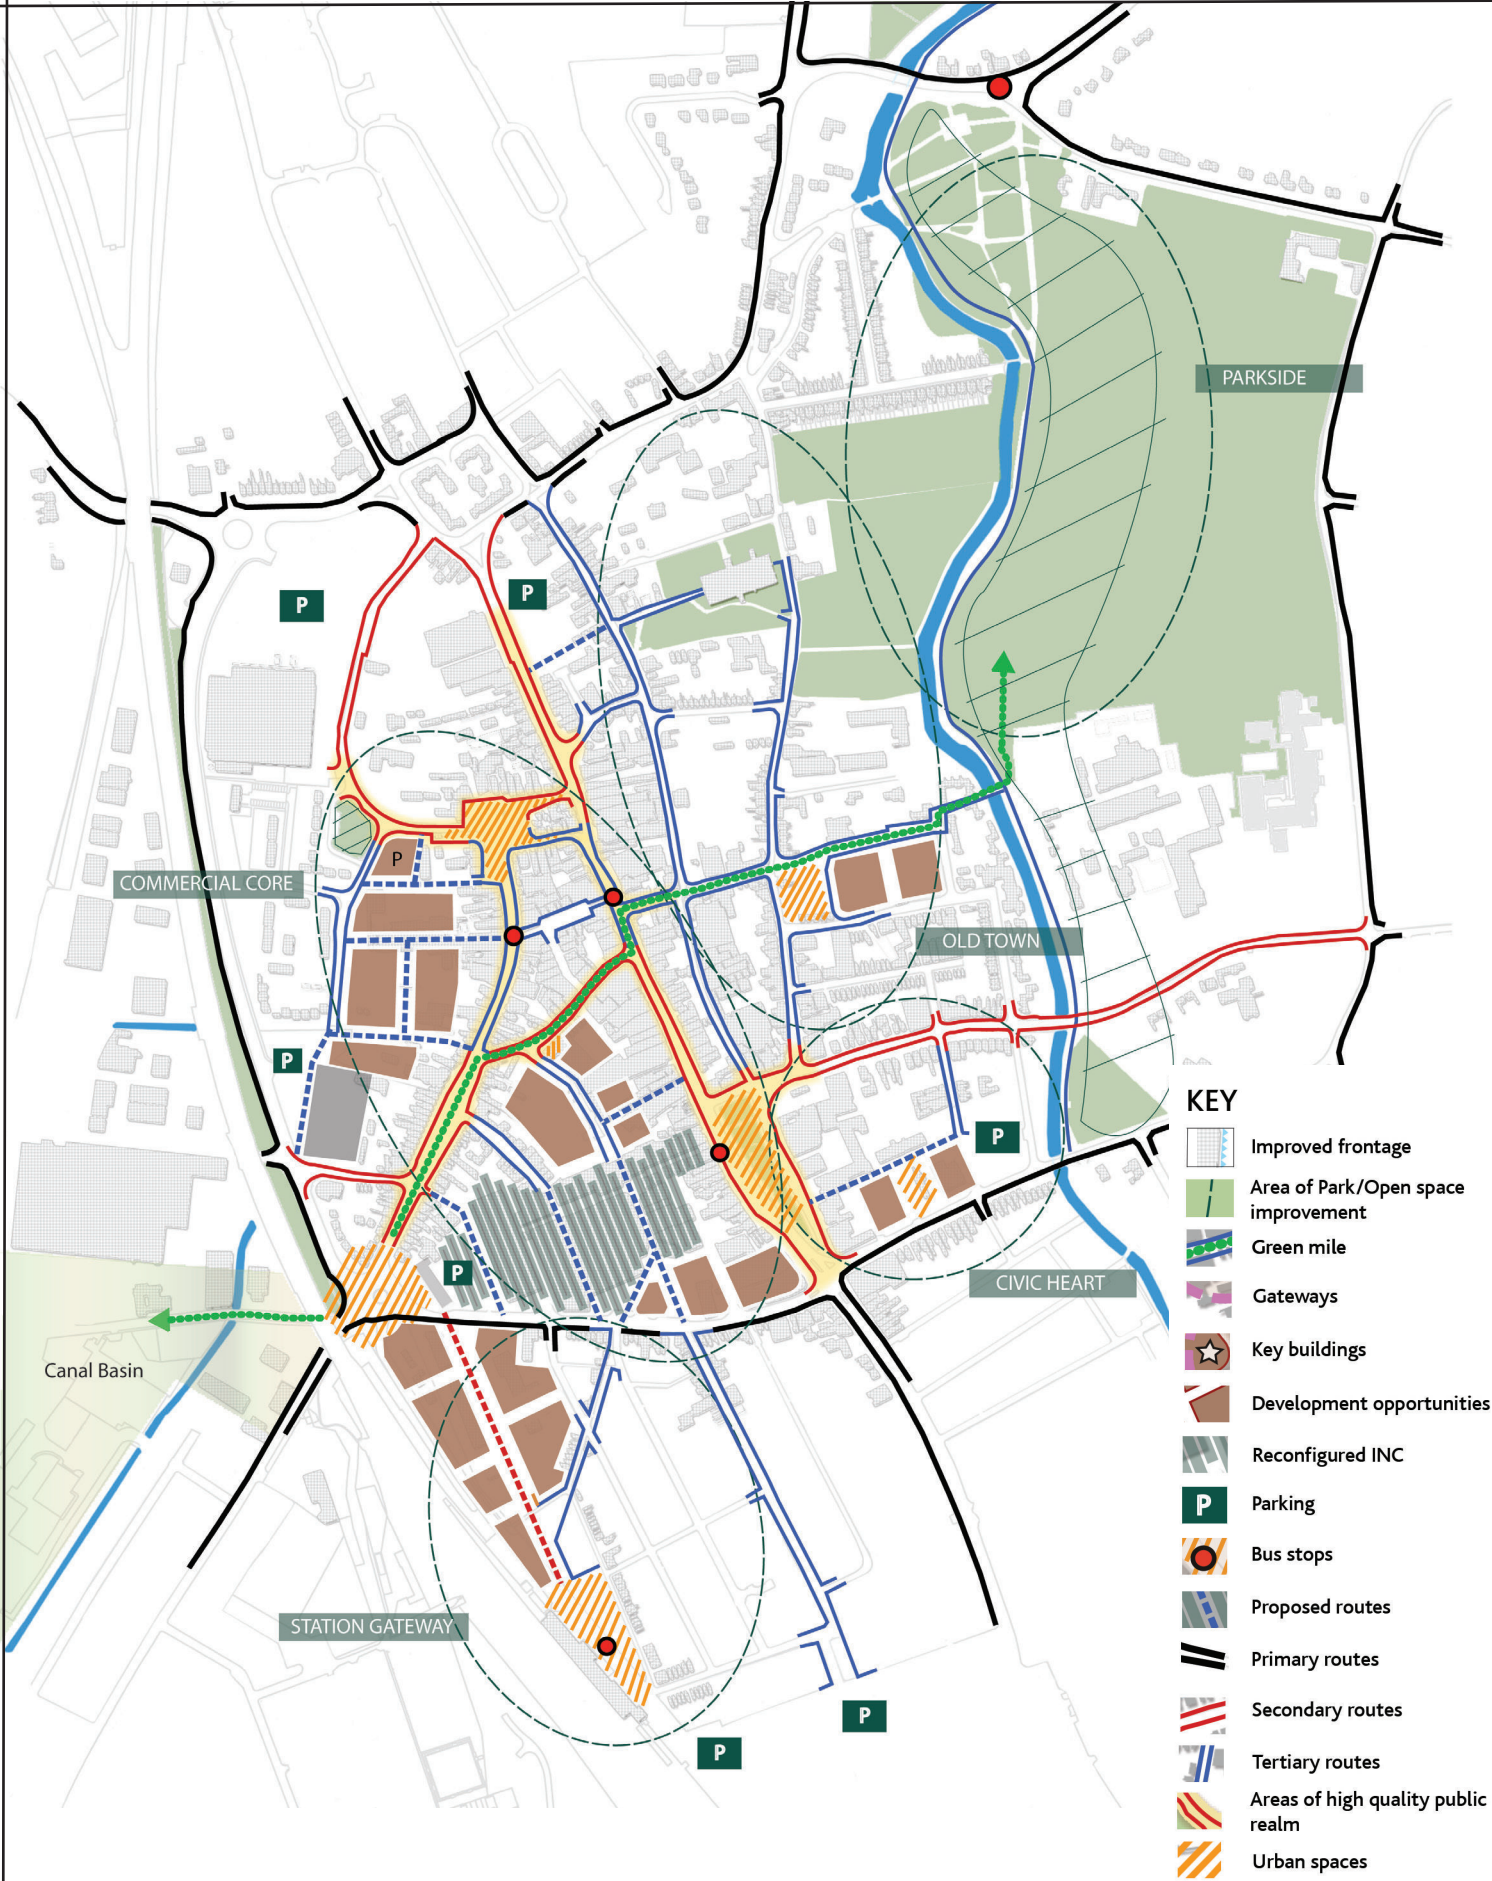 PARKSIDE
P
P
COMMERCIAL CORE
P
OLD TOWN
P
P
P
CIVIC HEART
Canal Basin
STATION GATEWAY
P
P
KEY
Improved frontage
Area of Park/Open space
improvement
Green mile
Gateways
Key buildings
Development opportunities
Reconfigured INC
P
Parking
Bus stops
Proposed routes
Primary routes
Secondary routes
Tertiary routes
Areas of high quality public
realm
Urban spaces